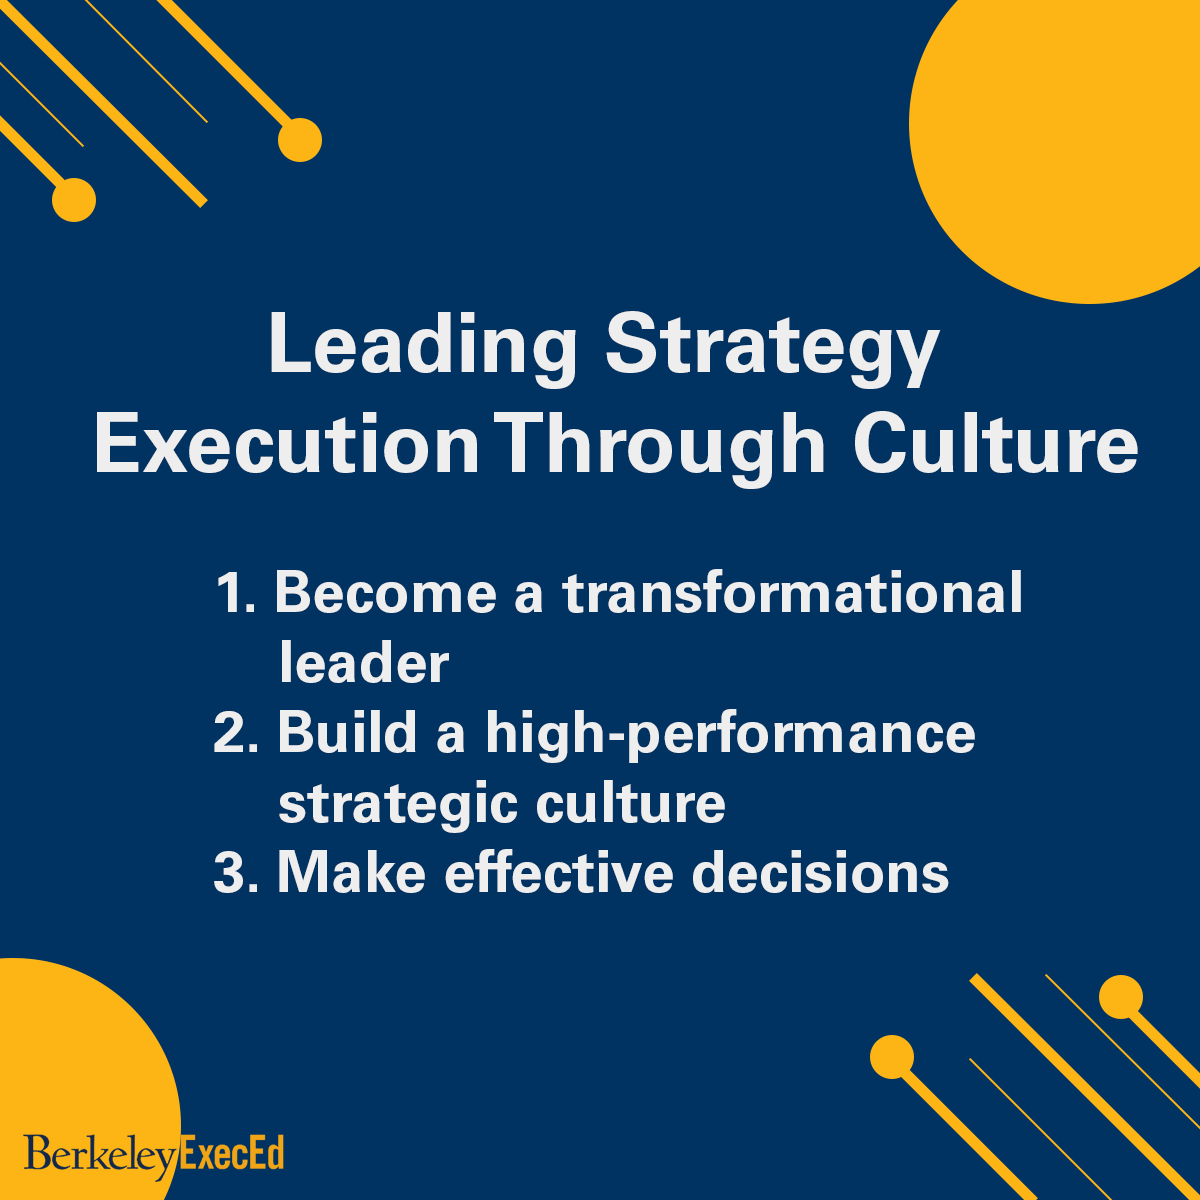 Leading Strategy
Execution Through Culture
1. Become a transformational
leader
2. Build a high-performance
strategic culture
3. Make effective decisions
BerkeleyExecEd